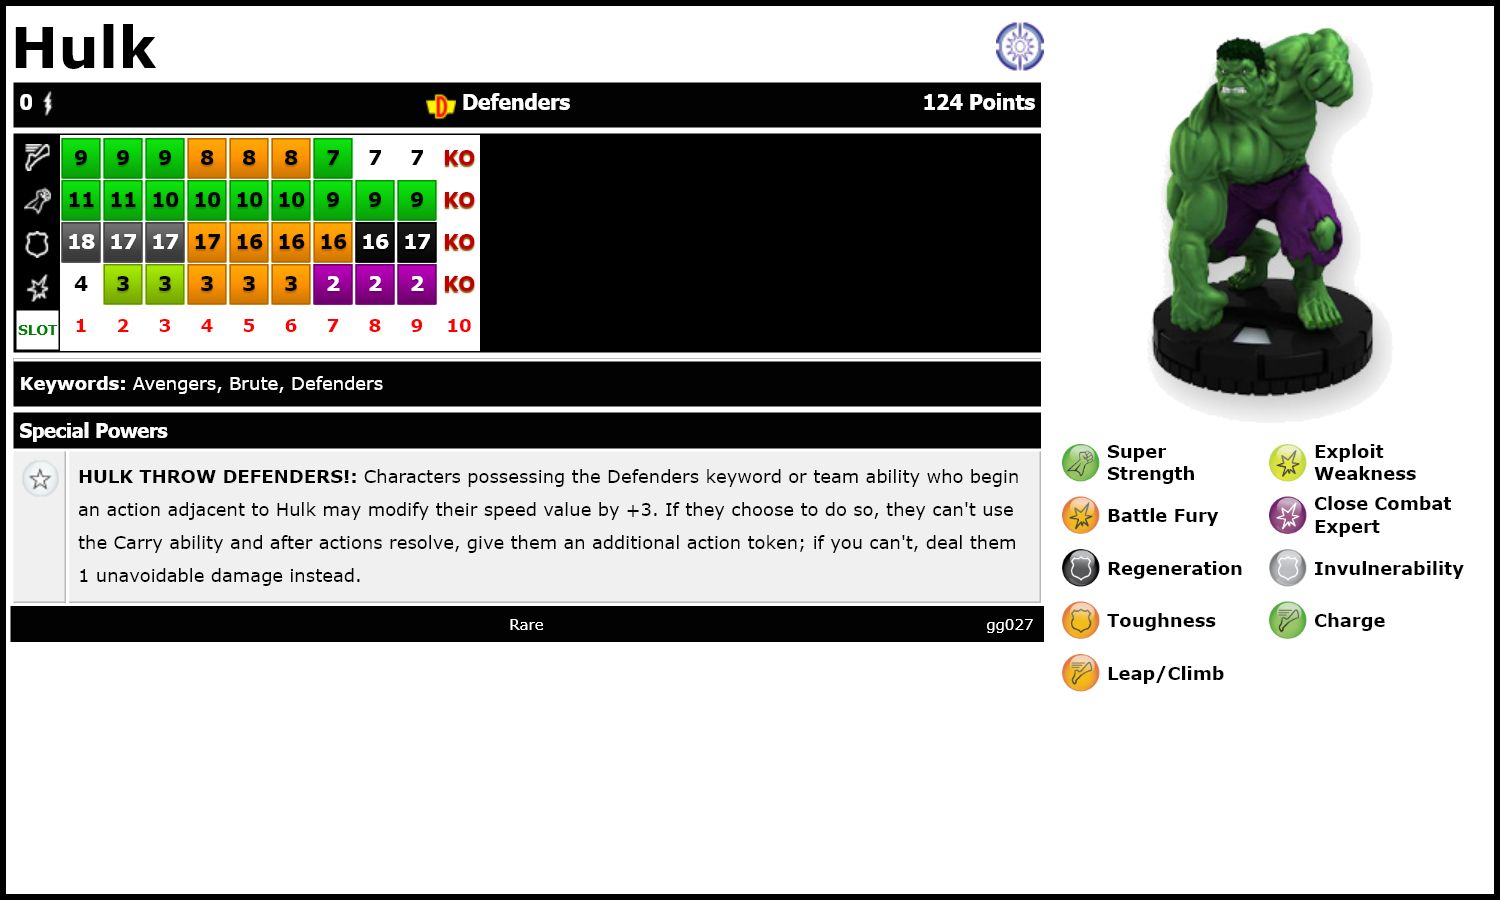 Hulk
0 Defenders 124 Points
9 9 9 8 8 8 7 7 7 KO
11 11 10 10 10 10 9 9 9 KO
18 17 17 17 16 16 16 16 17 KO
4 3 3 3 3 3 2 2 2 KO
SLOT 1 2 3 4 5 6 7 8 9 10
Keywords: Avengers, Brute, Defenders
Special Powers
HULK THROW DEFENDERS!: Characters possessing the Defenders keyword or team ability who begin
an action adjacent to Hulk may modify their speed value by +3. If they choose to do so, they can't use
the Carry ability and after actions resolve, give them an additional action token; if you can't, deal them
1 unavoidable damage instead.
Rare gg027
Super
Strength
Exploit
Weakness
Battle Fury
Close Combat
Expert
Regeneration
Invulnerability
Toughness
Charge
Leap/Climb